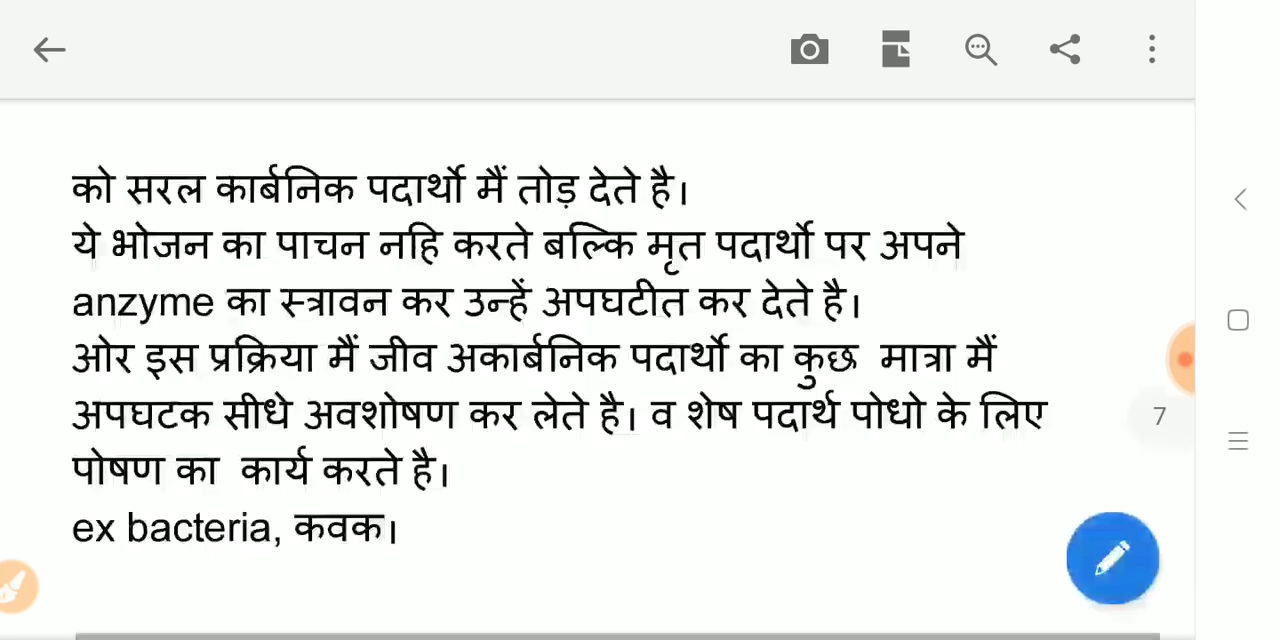 को सरल कार्बनिक पदार्थो मैं तोड़ देते है।
ये भोजन का पाचन नहि करते बल्कि मृत पदार्थो पर अपने
anzyme का स्त्रावन कर उन्हें अपघटीत कर देते है।
ओर इस प्रक्रिया मैं जीव अकार्बनिक पदार्थो का कुछ मात्रा मैं
अपघटक सीधे अवशोषण कर लेते है। व शेष पदार्थ पोधो के लिए
पोषण का कार्य करते है।
ex bacteria, कवक।
7